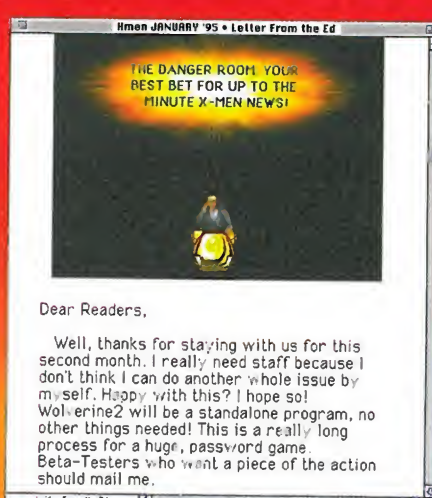 Hmen JANUARY '95 • Letter From the Ed
THE DANGER ROOM: YOUR
BEST BET FOR UP TO THE
MINUTE X-MEN NEWS!
Dear Readers,
Well, thanks for staying with us for this
second month. I really need staff because I
don't think I can do another whole issue by
myself. Happy with this? I hope so!
Wolverine2 will be a standalone program, no
other things needed! This is a really long
process for a huge, password game.
Beta-Testers who want a piece of the action
should mail me.